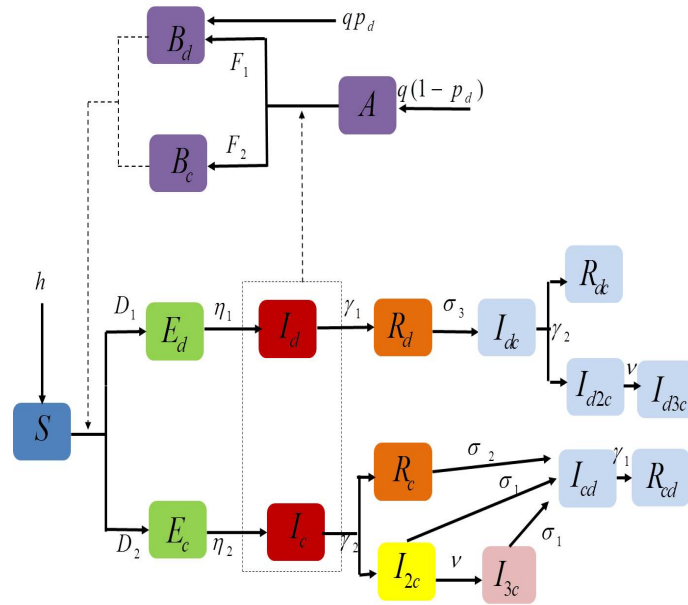 qp_d
B_d
F_1
A
q(1− p_d)
F_2
B_c
h
D_1
E_d
η_1
I_d
γ_1
R_d
σ_3
I_dc
γ_2
R_dc
I_d2c
ν
I_d3c
S
D_2
E_c
η_2
I_c
γ_2
R_c
σ_2
σ_1
I_cd
γ_1
R_cd
I_2c
ν
I_3c
σ_1